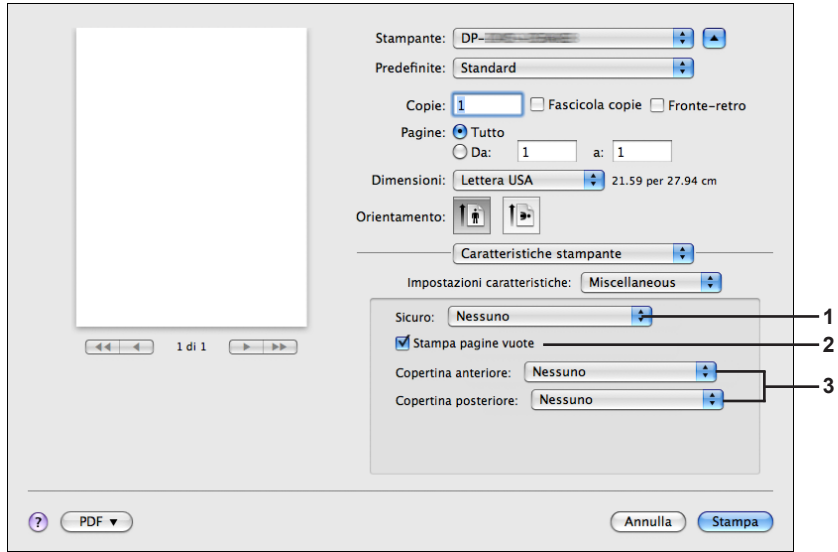 Stampante: DP-
Predefinite: Standard
Copie: 1 Fascicola copie Fronte-retro
Pagine: Tutto
Da: 1 a: 1
Dimensioni: Lettera USA 21.59 per 27.94 cm
Orientamento:
Caratteristiche stampante
Impostazioni caratteristiche: Miscellaneous
Sicuro: Nessuno 1
Stampa pagine vuote 2
Copertina anteriore: Nessuno
3
Copertina posteriore: Nessuno
1 di 1
? PDF ▼ Annulla Stampa